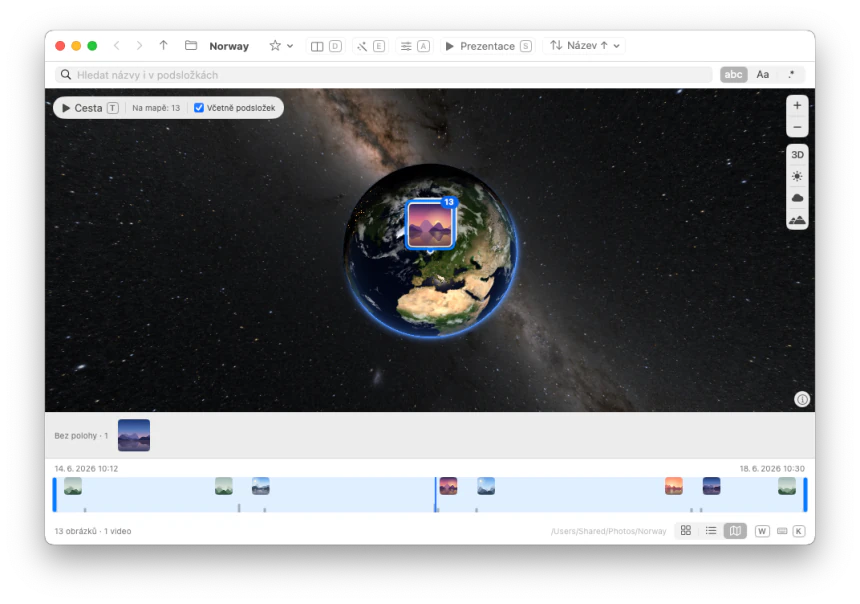 Norway
D
E
A
Prezentace S
Název
Hledat názvy i v podsložkách
abc
Aa
.*
Cesta T
Na mapě: 13
Včetně podsložek
+
−
3D
13
Bez polohy · 1
14. 6. 2026 10:12
18. 6. 2026 10:30
13 obrázků · 1 video
/Users/Shared/Photos/Norway
W
K